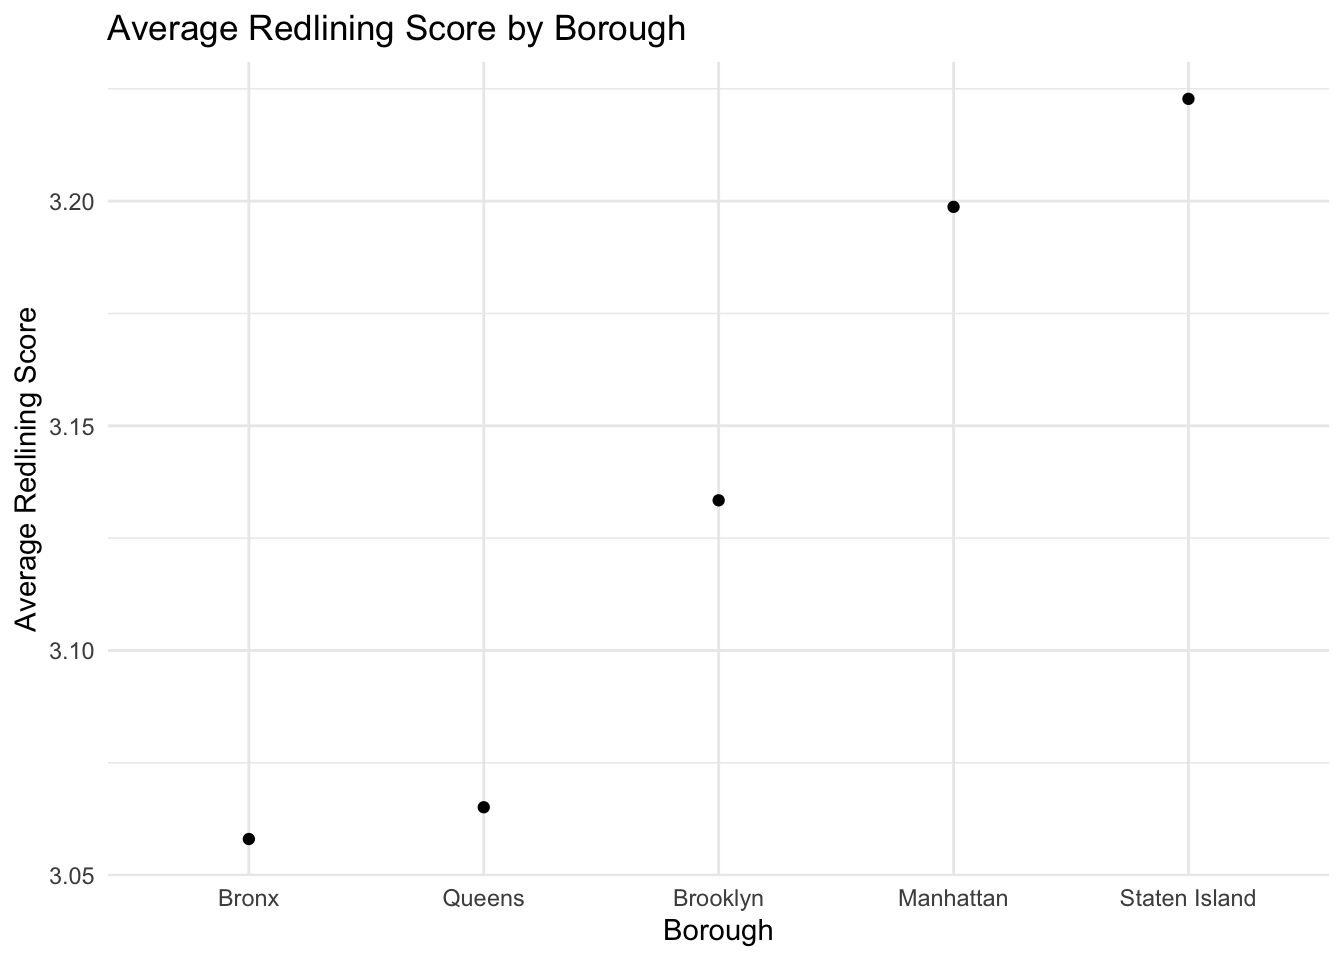 Average Redlining Score by Borough
Average Redlining Score
3.20
3.15
3.10
3.05
Bronx
Queens
Brooklyn
Manhattan
Staten Island
Borough